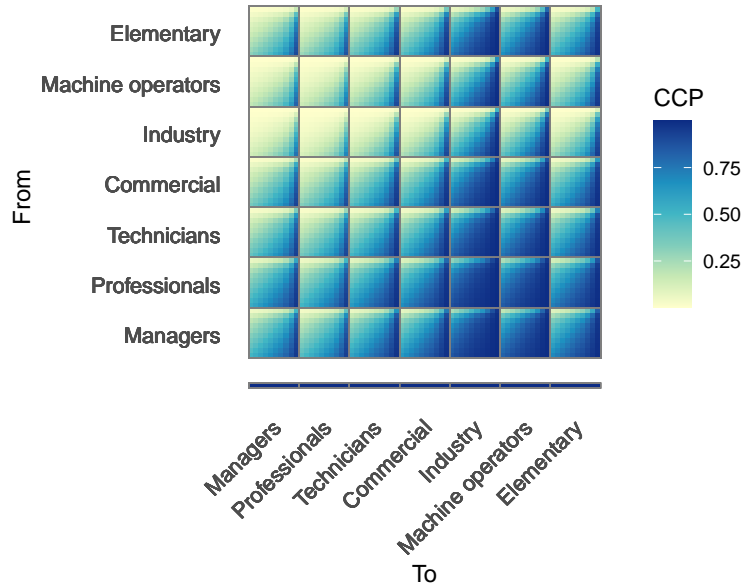 Elementary
Machine operators
Industry
Commercial
Technicians
Professionals
Managers
From
CCP
0.75
0.50
0.25
Managers
Professionals
Technicians
Commercial
Industry
Machine operators
Elementary
To